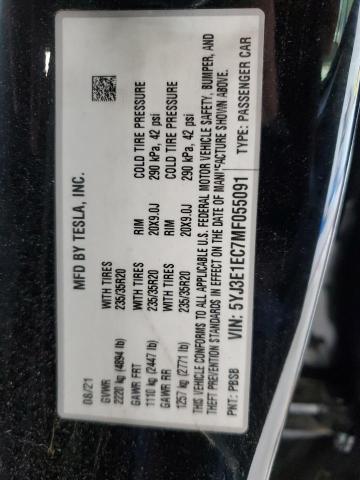 MFD BY TESLA, INC.
08/21
GVWR
2220 kg (4894 lb)
WITH TIRES
235/35R20
GAWR FRT
1110 kg (2447 lb)
WITH TIRES
235/35R20
RIM
20X9.0J
COLD TIRE PRESSURE
290 kPa, 42 psi
GAWR RR
1257 kg (2771 lb)
WITH TIRES
235/35R20
RIM
20X9.0J
COLD TIRE PRESSURE
290 kPa, 42 psi
THIS VEHICLE CONFORMS TO ALL APPLICABLE U.S. FEDERAL MOTOR VEHICLE SAFETY, BUMPER, AND
THEFT PREVENTION STANDARDS IN EFFECT ON THE DATE OF MANUFACTURE SHOWN ABOVE.
VIN: 5YJ3E1EC7MF055091
PNT: PBSB
TYPE: PASSENGER CAR